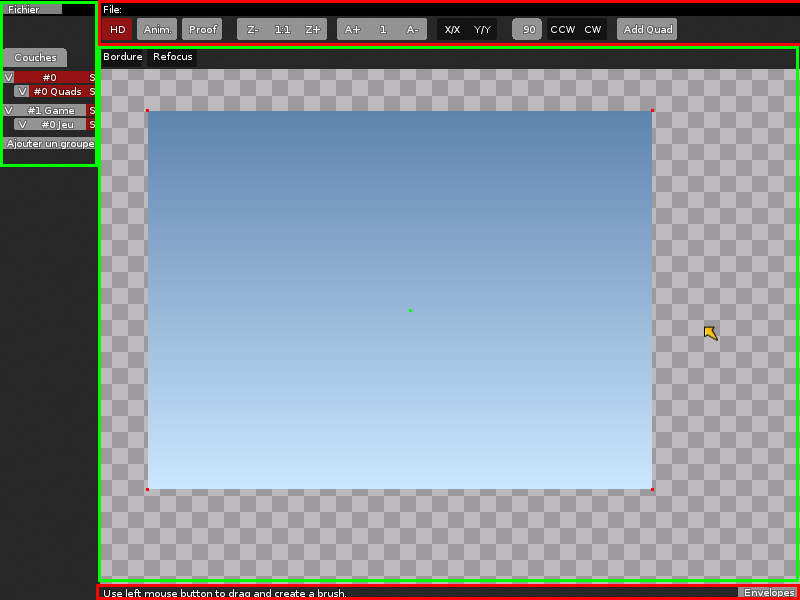 Fichier
File:
HD Anim. Proof Z- 1:1 Z+ A+ 1 A- X/X Y/Y 90 CCW CW Add Quad
Couches
Bordure Refocus
V #0 S
V #0 Quads S
V #1 Game S
V #0 Jeu S
Ajouter un groupe
Use left mouse button to drag and create a brush.
Envelopes